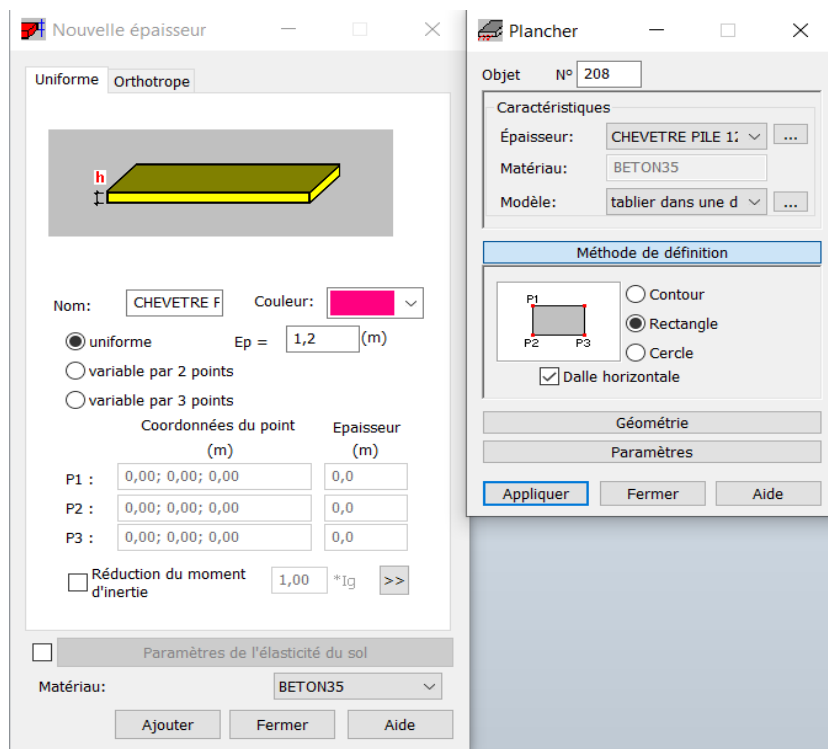 Nouvelle épaisseur
Uniforme Orthotrope
h
Nom: CHEVETRE F Couleur:
uniforme Ep = 1,2 (m)
variable par 2 points
variable par 3 points
Coordonnées du point Epaisseur
(m) (m)
P1 : 0,00; 0,00; 0,00 0,0
P2 : 0,00; 0,00; 0,00 0,0
P3 : 0,00; 0,00; 0,00 0,0
Réduction du moment
d'inertie 1,00 *Ig >>
Paramètres de l'élasticité du sol
Matériau: BETON35
Ajouter Fermer Aide
Plancher
Objet Nº 208
Caractéristiques
Épaisseur: CHEVETRE PILE 12 ...
Matériau: BETON35
Modèle: tablier dans une d ...
Méthode de définition
P1
P2 P3
Contour
Rectangle
Cercle
Dalle horizontale
Géométrie
Paramètres
Appliquer Fermer Aide